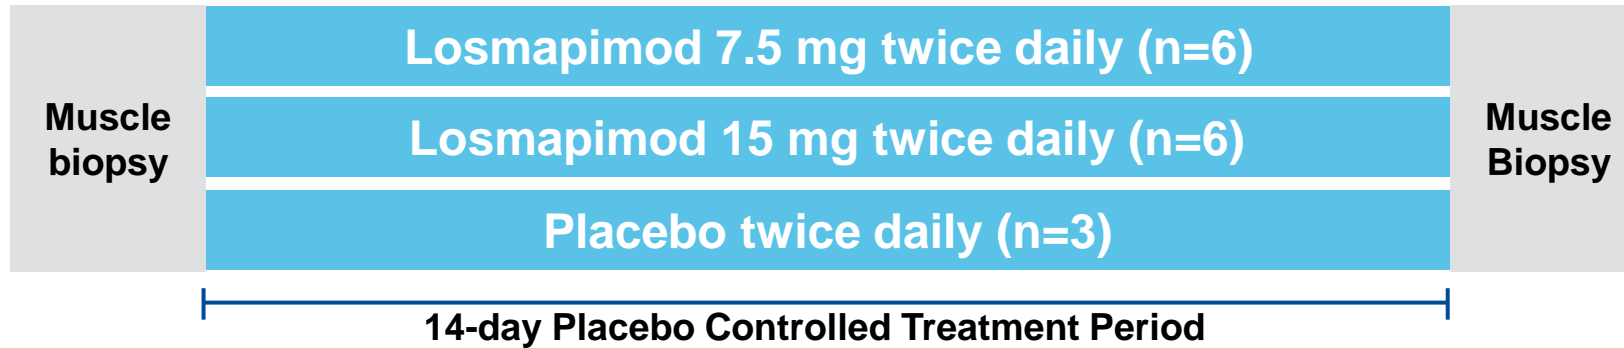 Muscle
biopsy
Losmapimod 7.5 mg twice daily (n=6)
Losmapimod 15 mg twice daily (n=6)
Placebo twice daily (n=3)
Muscle
Biopsy
14-day Placebo Controlled Treatment Period